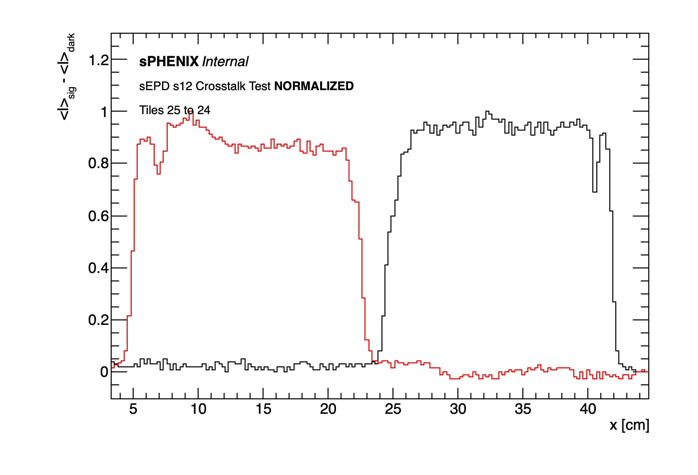 <I>sig - <I>dark
sPHENIX Internal
sEPD s12 Crosstalk Test NORMALIZED
Tiles 25 to 24
1.2
1
0.8
0.6
0.4
0.2
0
5 10 15 20 25 30 35 40
x [cm]